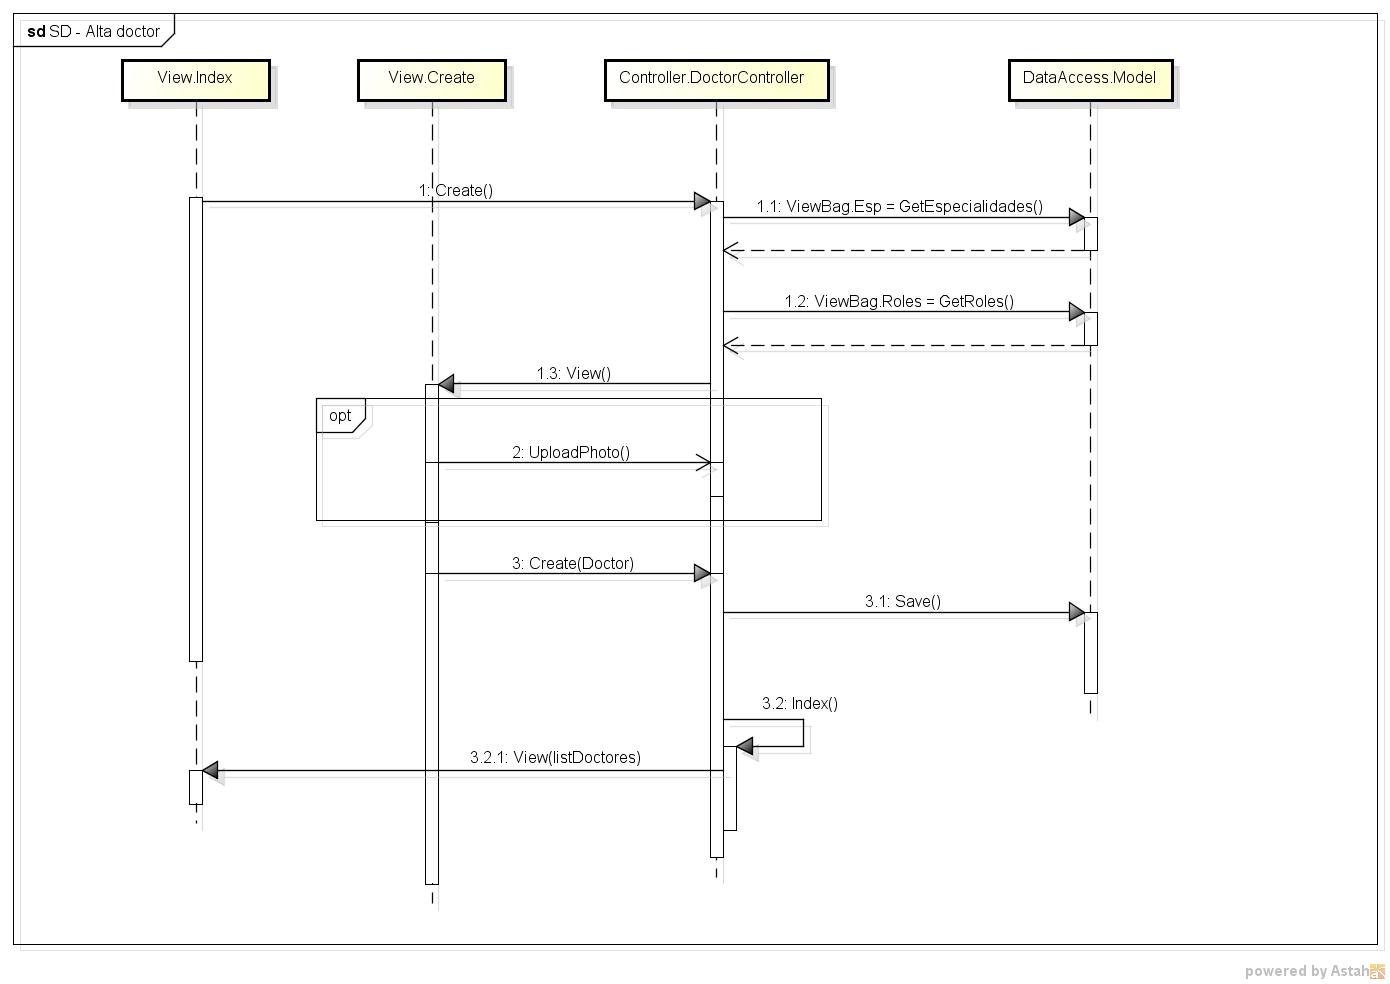 sd SD - Alta doctor
View.Index
View.Create
Controller.DoctorController
DataAccess.Model
1: Create()
1.1: ViewBag.Esp = GetEspecialidades()
1.2: ViewBag.Roles = GetRoles()
1.3: View()
opt
2: UploadPhoto()
3: Create(Doctor)
3.1: Save()
3.2: Index()
3.2.1: View(listDoctores)
powered by Astah